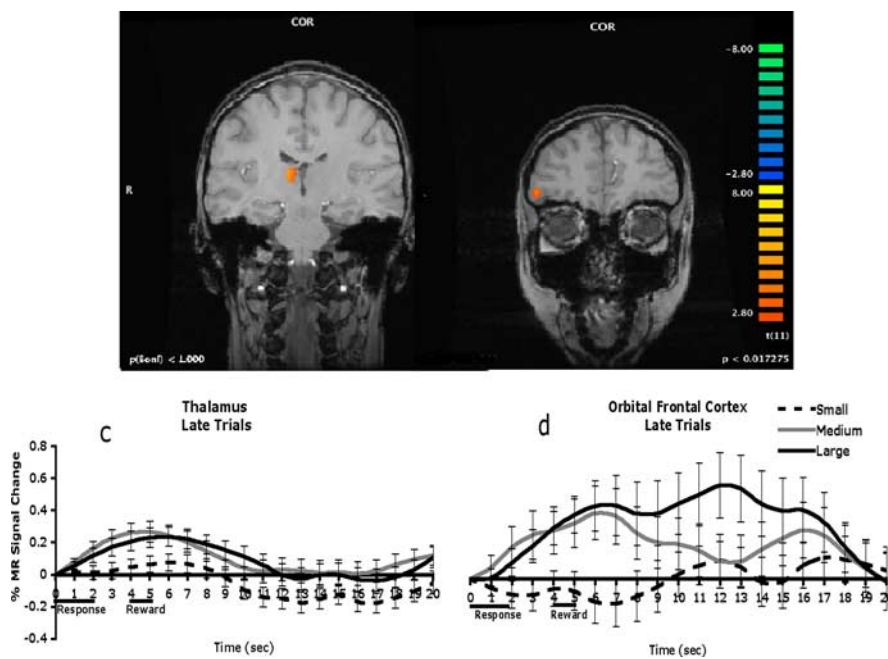 COR
COR
-8.00
-2.80
8.00
R
2.80
t(11)
p(Bonf) < 1.000
p < 0.017275
Thalamus
Late Trials
c
Orbital Frontal Cortex
Late Trials
d
Small
Medium
Large
% MR Signal Change
0.8
0.6
0.4
0.2
0
-0.2
-0.4
0 1 2 3 4 5 6 7 8 9 10 11 12 13 14 15 16 17 18 19 20
Response
Reward
Time (sec)
0 1 2 3 4 5 6 7 8 9 10 11 12 13 14 15 16 17 18 19 20
Response
Reward
Time (sec)